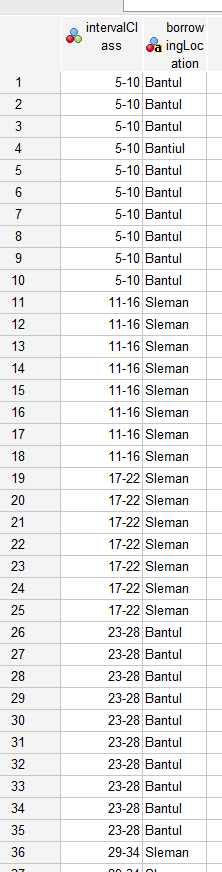 intervalCl
ass
borrow
ingLoc
ation
1 5-10 Bantul
2 5-10 Bantul
3 5-10 Bantul
4 5-10 Bantiul
5 5-10 Bantul
6 5-10 Bantul
7 5-10 Bantul
8 5-10 Bantul
9 5-10 Bantul
10 5-10 Bantul
11 11-16 Sleman
12 11-16 Sleman
13 11-16 Sleman
14 11-16 Sleman
15 11-16 Sleman
16 11-16 Sleman
17 11-16 Sleman
18 11-16 Sleman
19 17-22 Sleman
20 17-22 Sleman
21 17-22 Sleman
22 17-22 Sleman
23 17-22 Sleman
24 17-22 Sleman
25 17-22 Sleman
26 23-28 Bantul
27 23-28 Bantul
28 23-28 Bantul
29 23-28 Bantul
30 23-28 Bantul
31 23-28 Bantul
32 23-28 Bantul
33 23-28 Bantul
34 23-28 Bantul
35 23-28 Bantul
36 29-34 Sleman